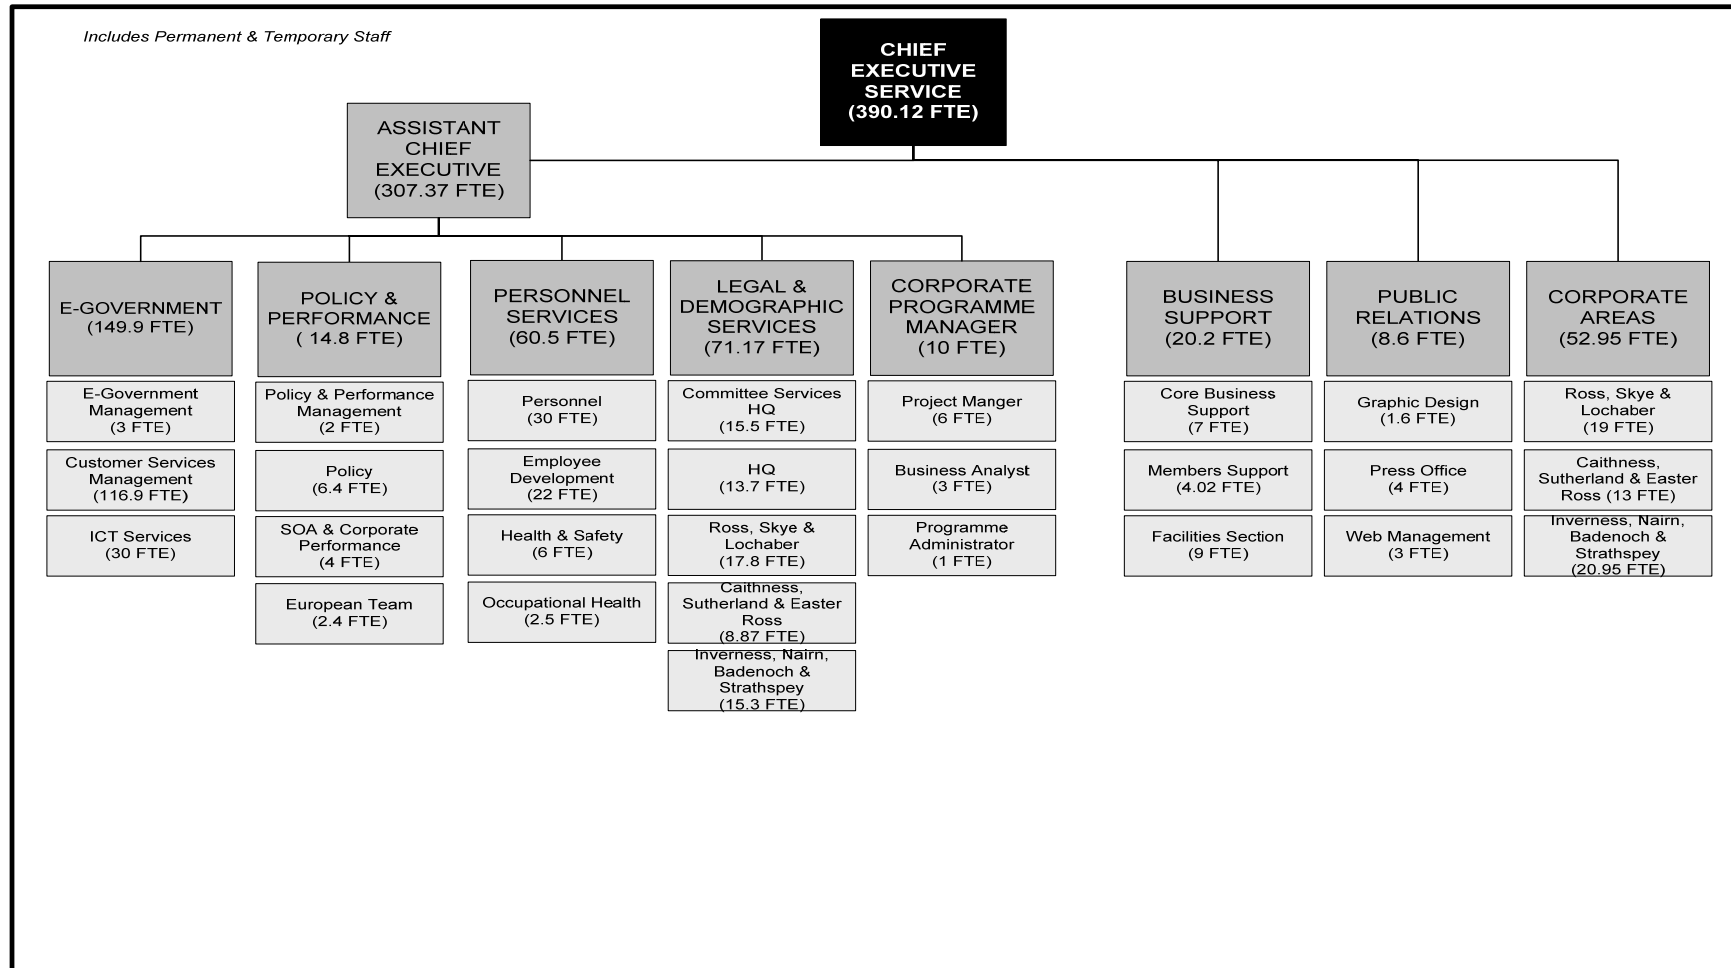 Includes Permanent & Temporary Staff
CHIEF
EXECUTIVE
SERVICE
(390.12 FTE)
ASSISTANT
CHIEF
EXECUTIVE
(307.37 FTE)
E-GOVERNMENT
(149.9 FTE)
E-Government
Management
(3 FTE)
Customer Services
Management
(116.9 FTE)
ICT Services
(30 FTE)
POLICY &
PERFORMANCE
( 14.8 FTE)
Policy & Performance
Management
(2 FTE)
Policy
(6.4 FTE)
SOA & Corporate
Performance
(4 FTE)
European Team
(2.4 FTE)
PERSONNEL
SERVICES
(60.5 FTE)
Personnel
(30 FTE)
Employee
Development
(22 FTE)
Health & Safety
(6 FTE)
Occupational Health
(2.5 FTE)
LEGAL &
DEMOGRAPHIC
SERVICES
(71.17 FTE)
Committee Services
HQ
(15.5 FTE)
HQ
(13.7 FTE)
Ross, Skye &
Lochaber
(17.8 FTE)
Caithness,
Sutherland & Easter
Ross
(8.87 FTE)
Inverness, Nairn,
Badenoch &
Strathspey
(15.3 FTE)
CORPORATE
PROGRAMME
MANAGER
(10 FTE)
Project Manger
(6 FTE)
Business Analyst
(3 FTE)
Programme
Administrator
(1 FTE)
BUSINESS
SUPPORT
(20.2 FTE)
Core Business
Support
(7 FTE)
Members Support
(4.02 FTE)
Facilities Section
(9 FTE)
PUBLIC
RELATIONS
(8.6 FTE)
Graphic Design
(1.6 FTE)
Press Office
(4 FTE)
Web Management
(3 FTE)
CORPORATE
AREAS
(52.95 FTE)
Ross, Skye &
Lochaber
(19 FTE)
Caithness,
Sutherland & Easter
Ross (13 FTE)
Inverness, Nairn,
Badenoch &
Strathspey
(20.95 FTE)